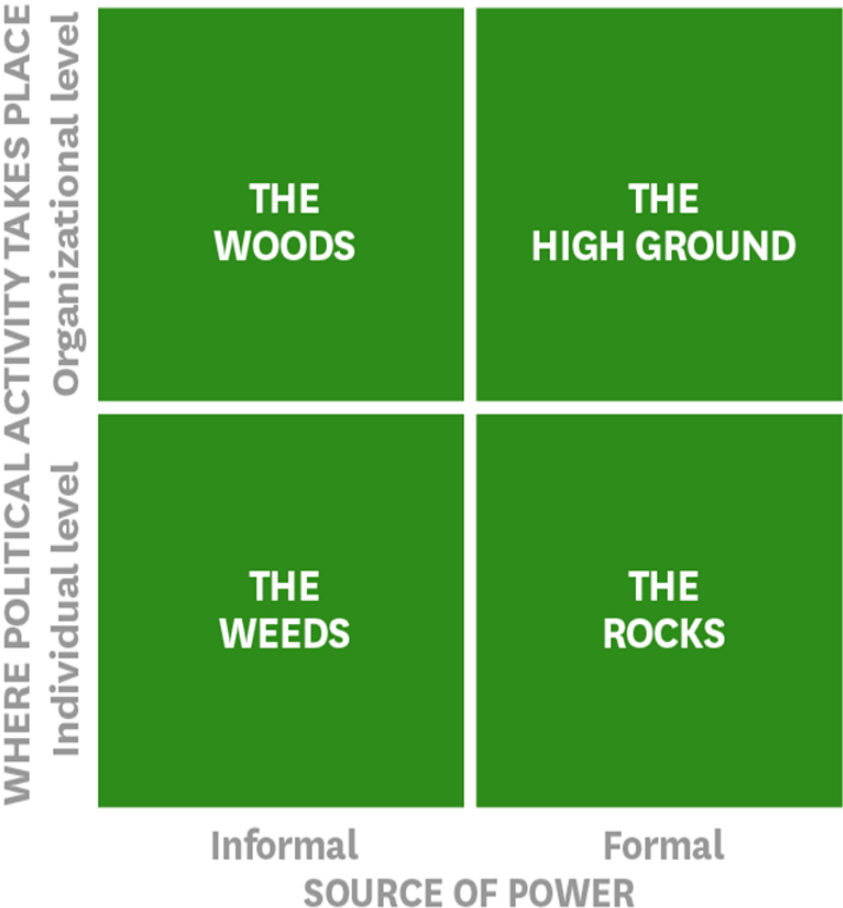 WHERE POLITICAL ACTIVITY TAKES PLACE
Organizational level
Individual level
THE
WOODS
THE
HIGH GROUND
THE
WEEDS
THE
ROCKS
Informal
Formal
SOURCE OF POWER